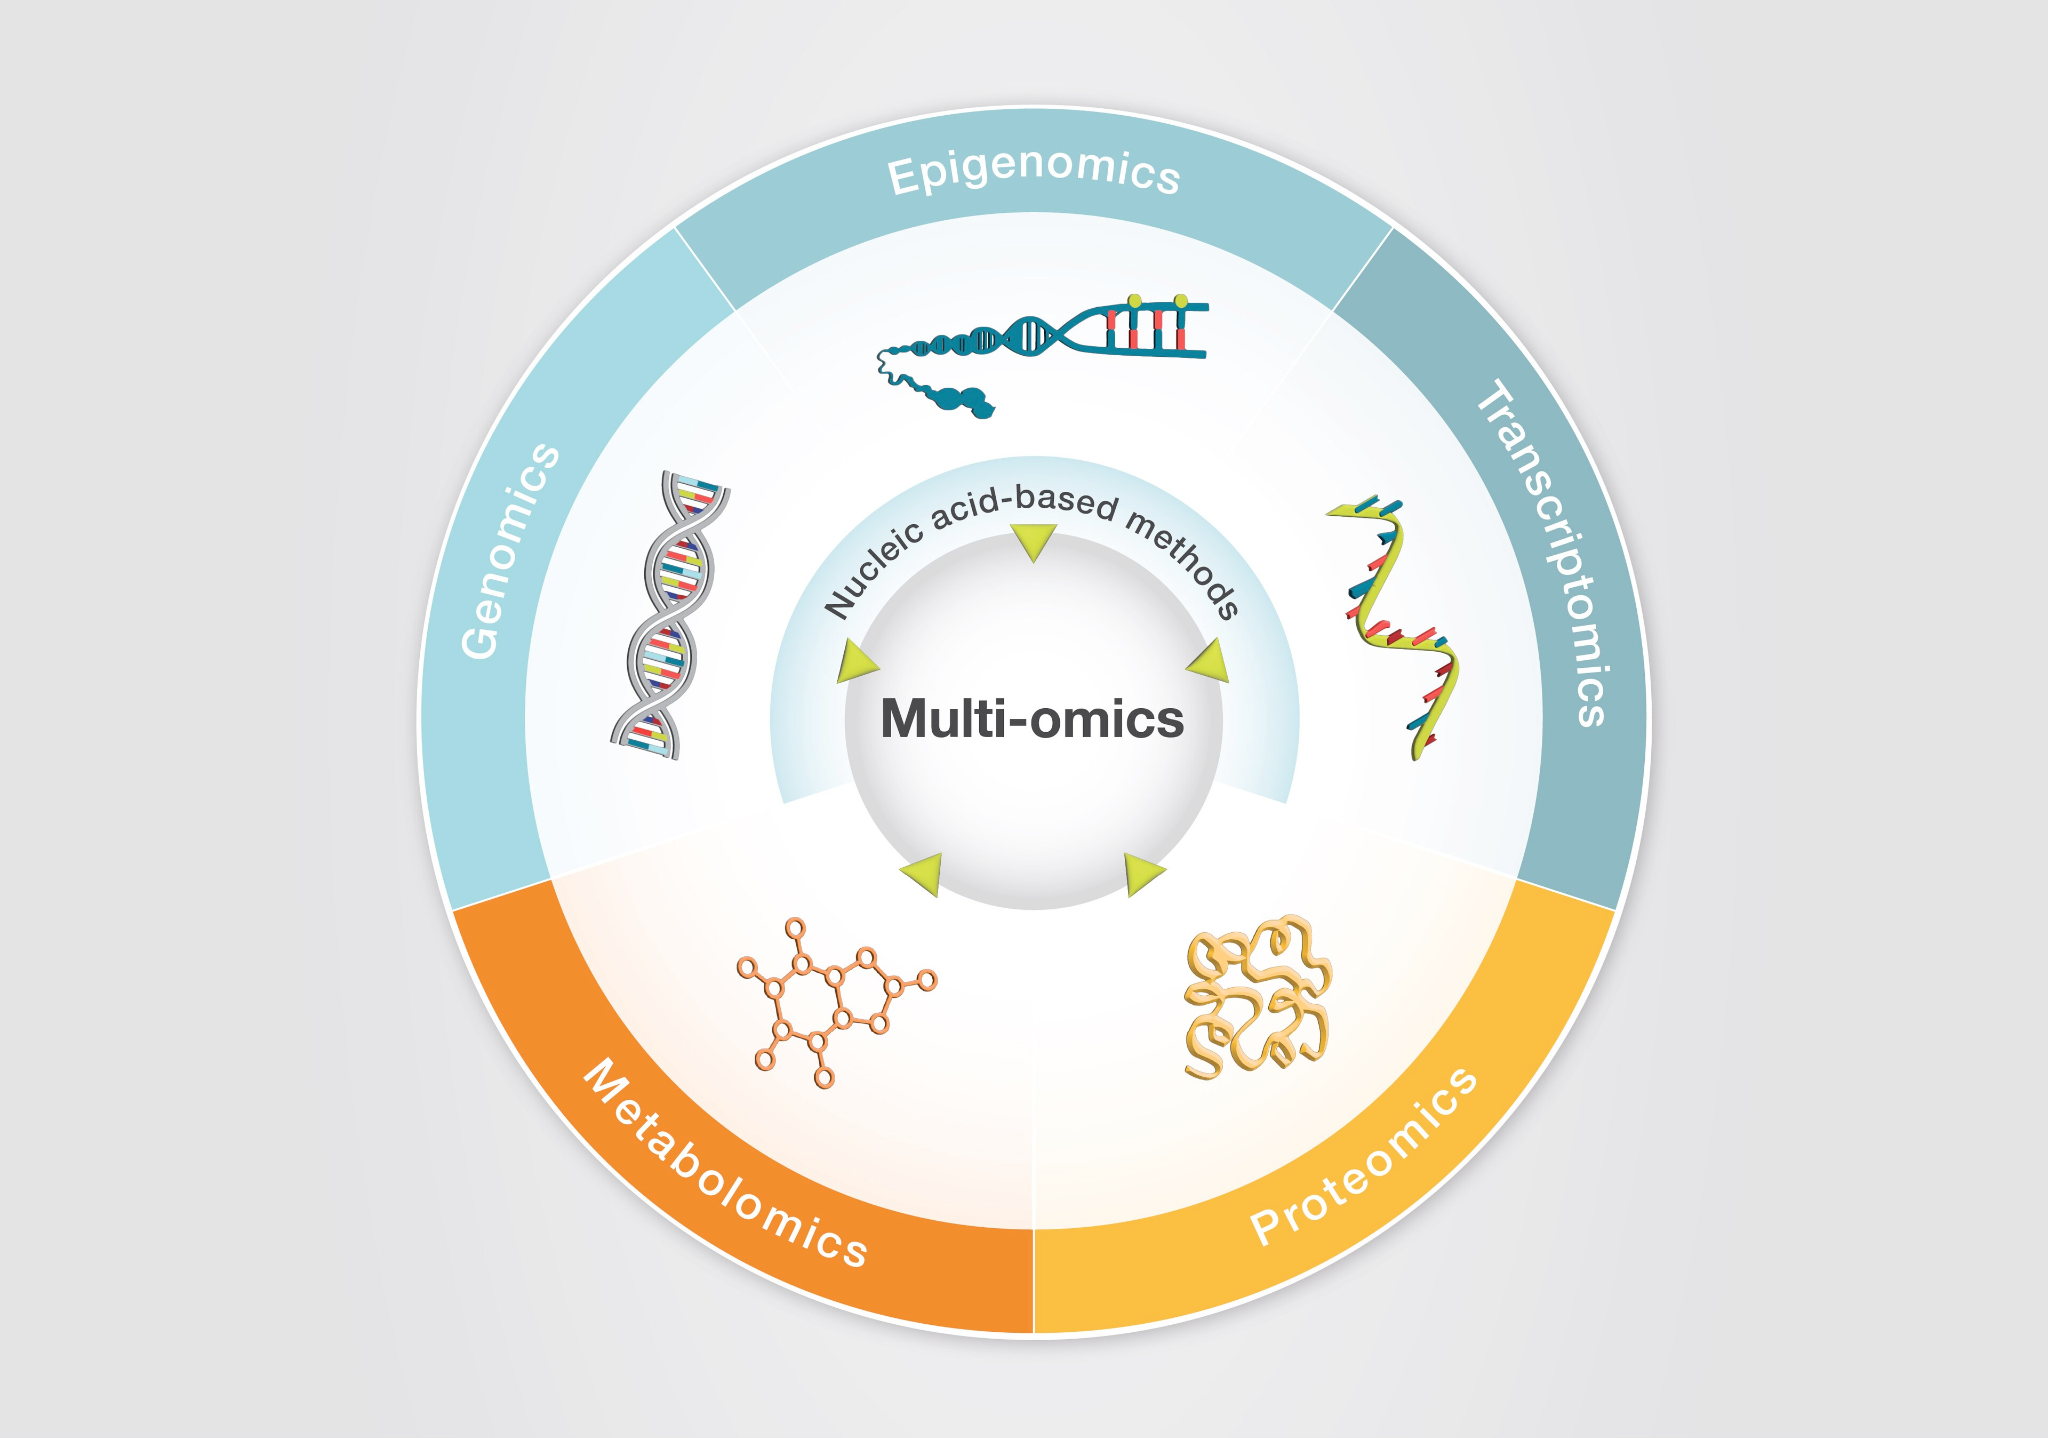 Epigenomics
Genomics
Transcriptomics
Nucleic acid-based methods
Multi-omics
Metabolomics
Proteomics